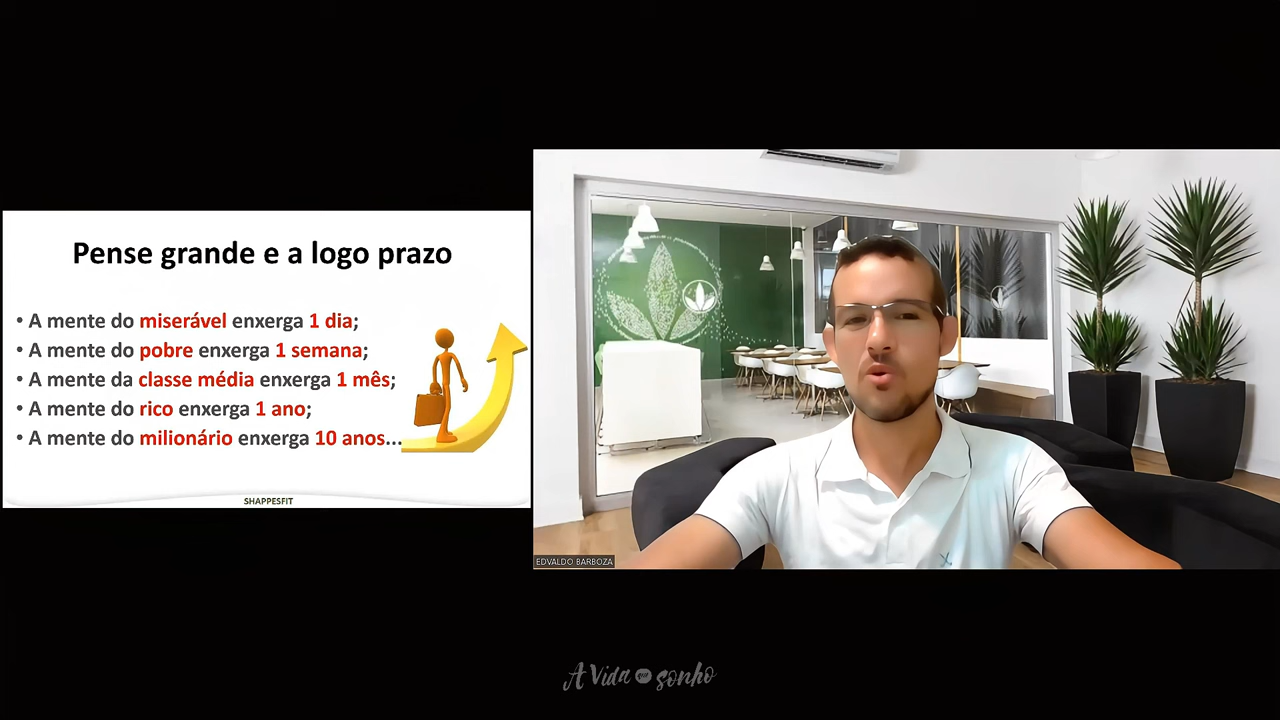 Pense grande e a logo prazo
• A mente do miserável enxerga 1 dia;
• A mente do pobre enxerga 1 semana;
• A mente da classe média enxerga 1 mês;
• A mente do rico enxerga 1 ano;
• A mente do milionário enxerga 10 anos...
SHAPPESFIT
EDVALDO BARBOZA
A Vida que sonho